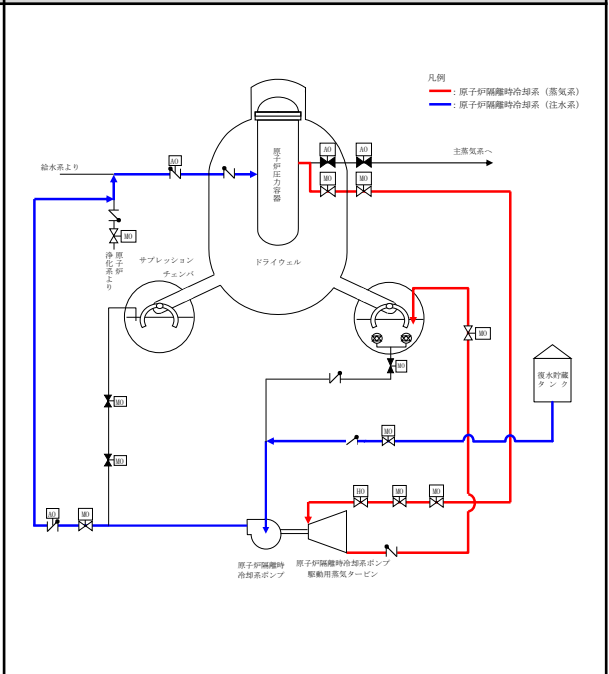 凡例
：原子炉隔離時冷却系（蒸気系）
：原子炉隔離時冷却系（注水系）
AO
AO
主蒸気系へ
給水系より
AO
原子炉圧力容器
MO
MO
MO
原子炉
浄化系より
サプレッション
チェンバ
ドライウェル
MO
MO
復水貯蔵
タンク
MO
MO
MO
HO
MO
MO
AO
MO
原子炉隔離時
冷却系ポンプ
原子炉隔離時冷却系ポンプ
駆動用蒸気タービン